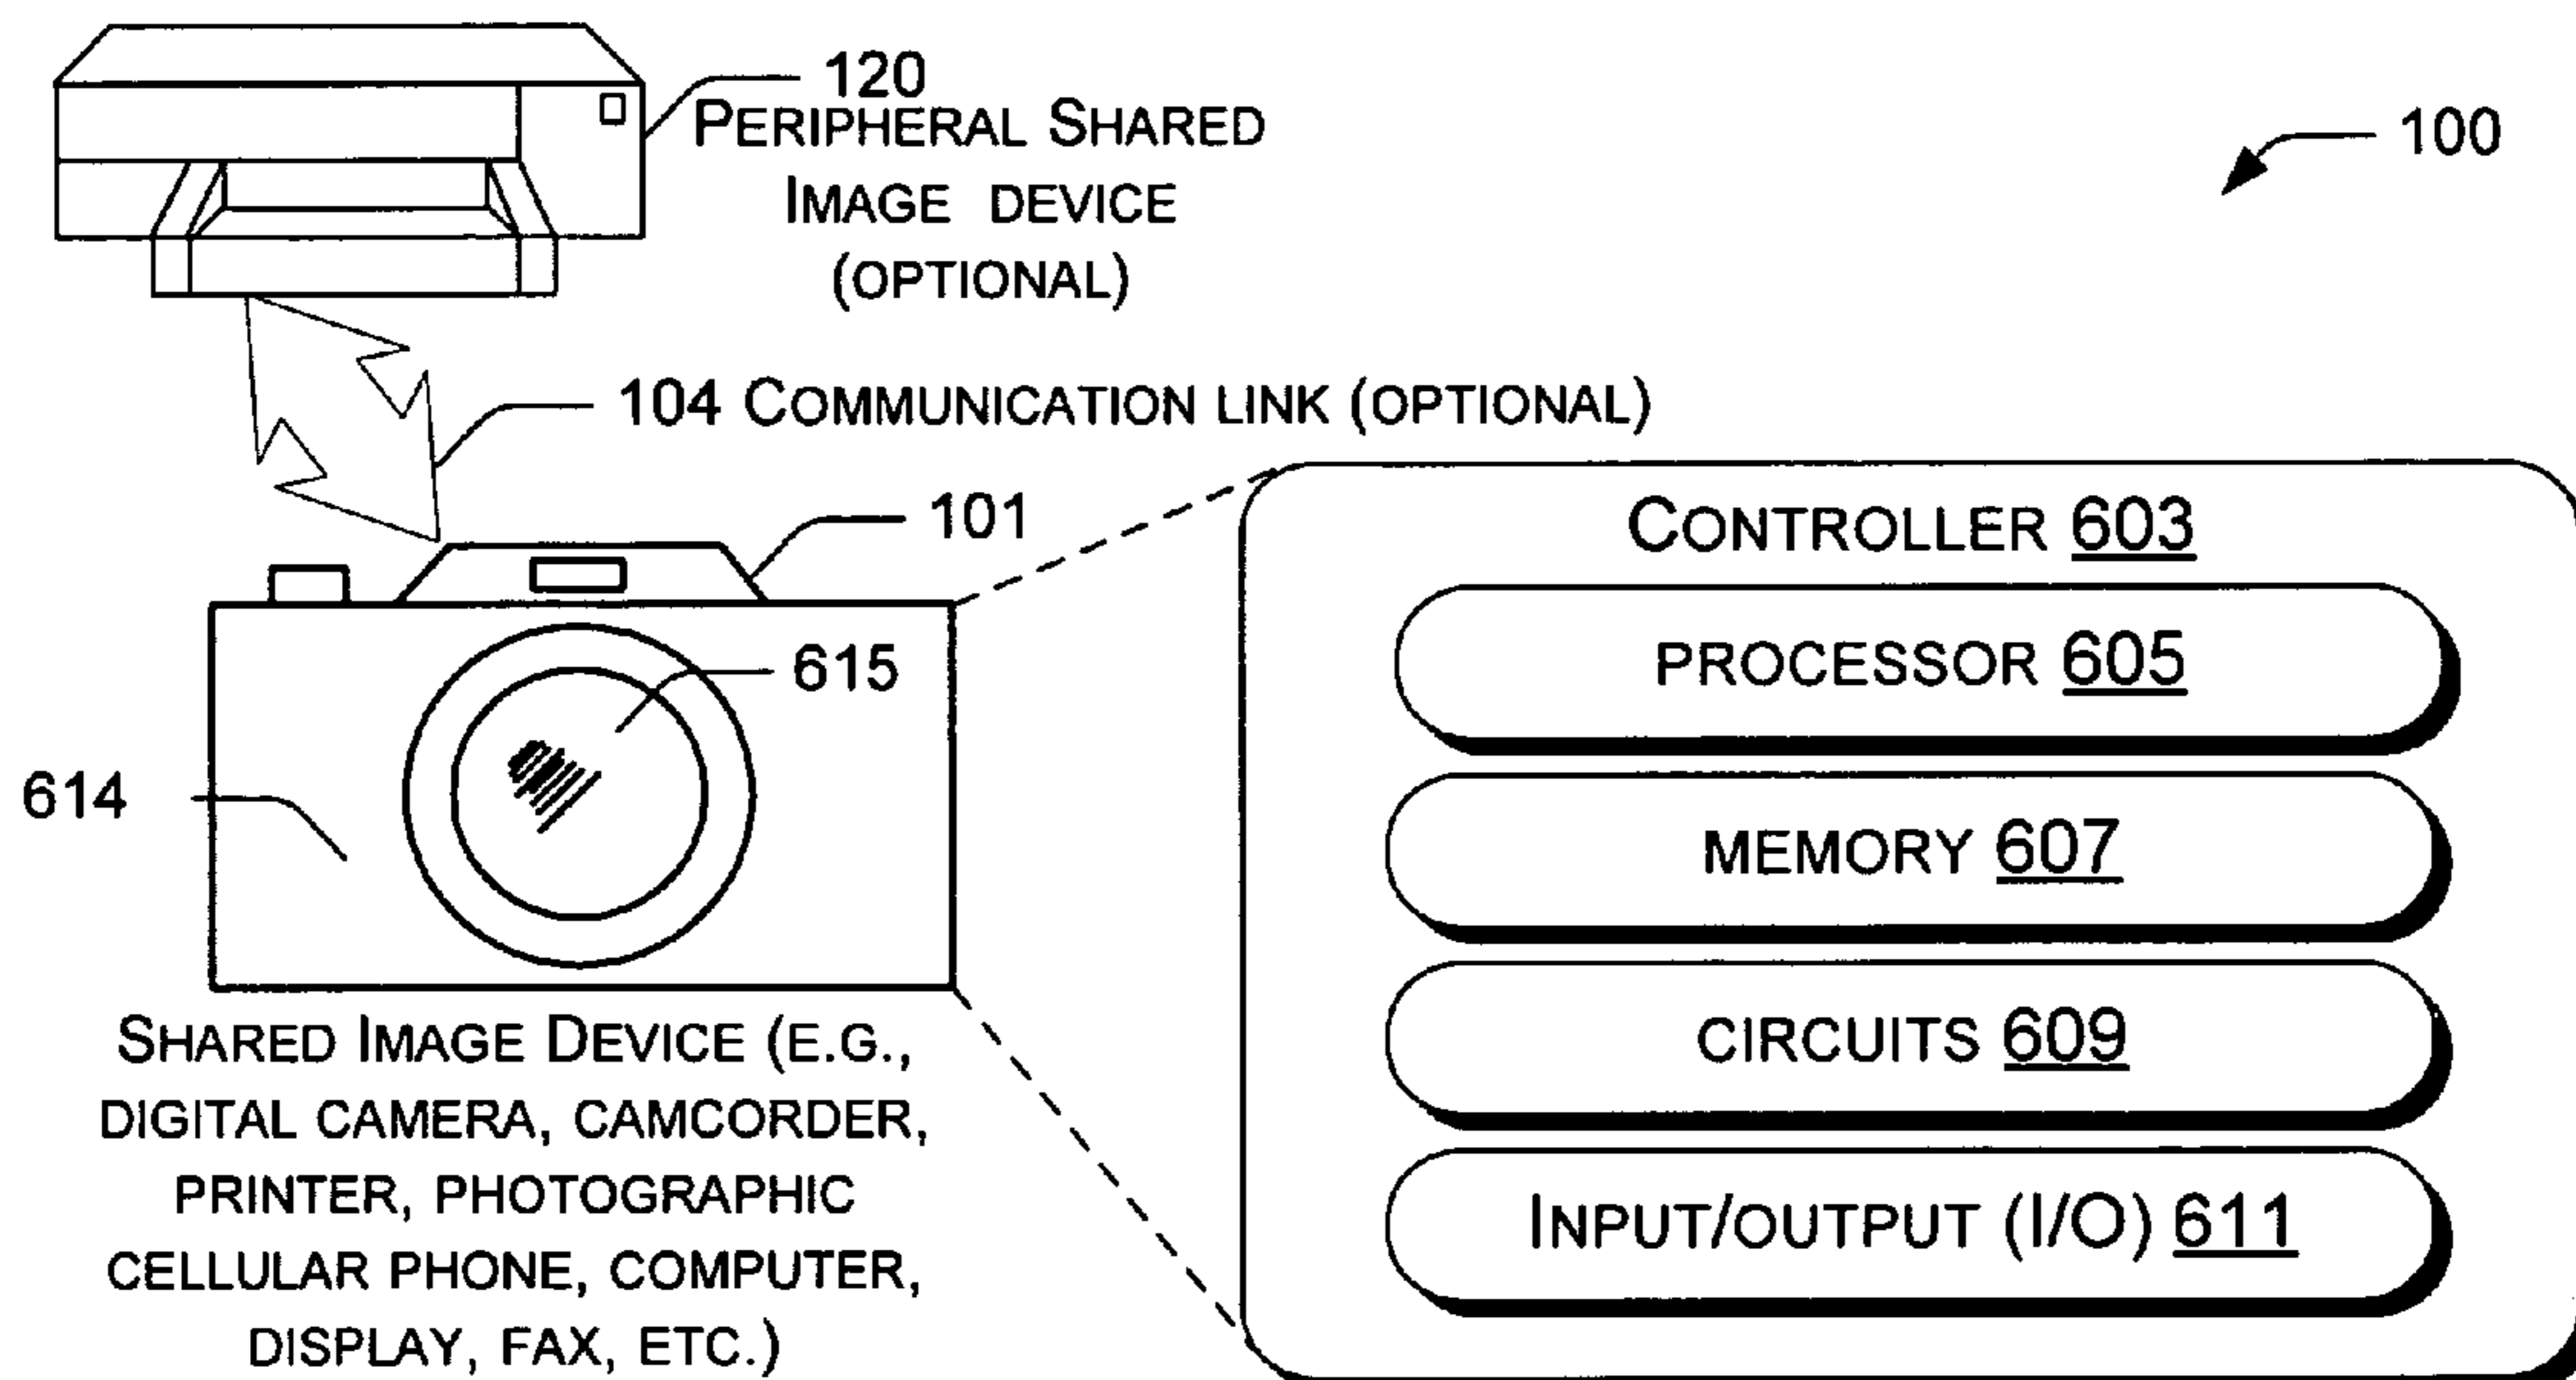 120
PERIPHERAL SHARED
IMAGE DEVICE
(OPTIONAL)
100
104 COMMUNICATION LINK (OPTIONAL)
101
615
614
SHARED IMAGE DEVICE (E.G.,
DIGITAL CAMERA, CAMCORDER,
PRINTER, PHOTOGRAPHIC
CELLULAR PHONE, COMPUTER,
DISPLAY, FAX, ETC.)
CONTROLLER 603
PROCESSOR 605
MEMORY 607
CIRCUITS 609
INPUT/OUTPUT (I/O) 611